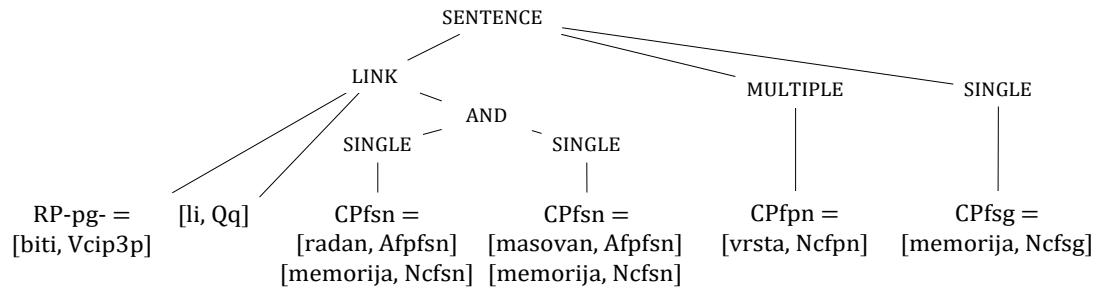 SENTENCE
LINK
MULTIPLE
SINGLE
AND
SINGLE
SINGLE
RP-pg- =
[biti, Vcip3p]
[li, Qq]
CPfsn =
[radan, Afpfsn]
[memorija, Ncfsn]
CPfsn =
[masovan, Afpfsn]
[memorija, Ncfsn]
CPfpn =
[vrsta, Ncfpn]
CPfsg =
[memorija, Ncfsg]